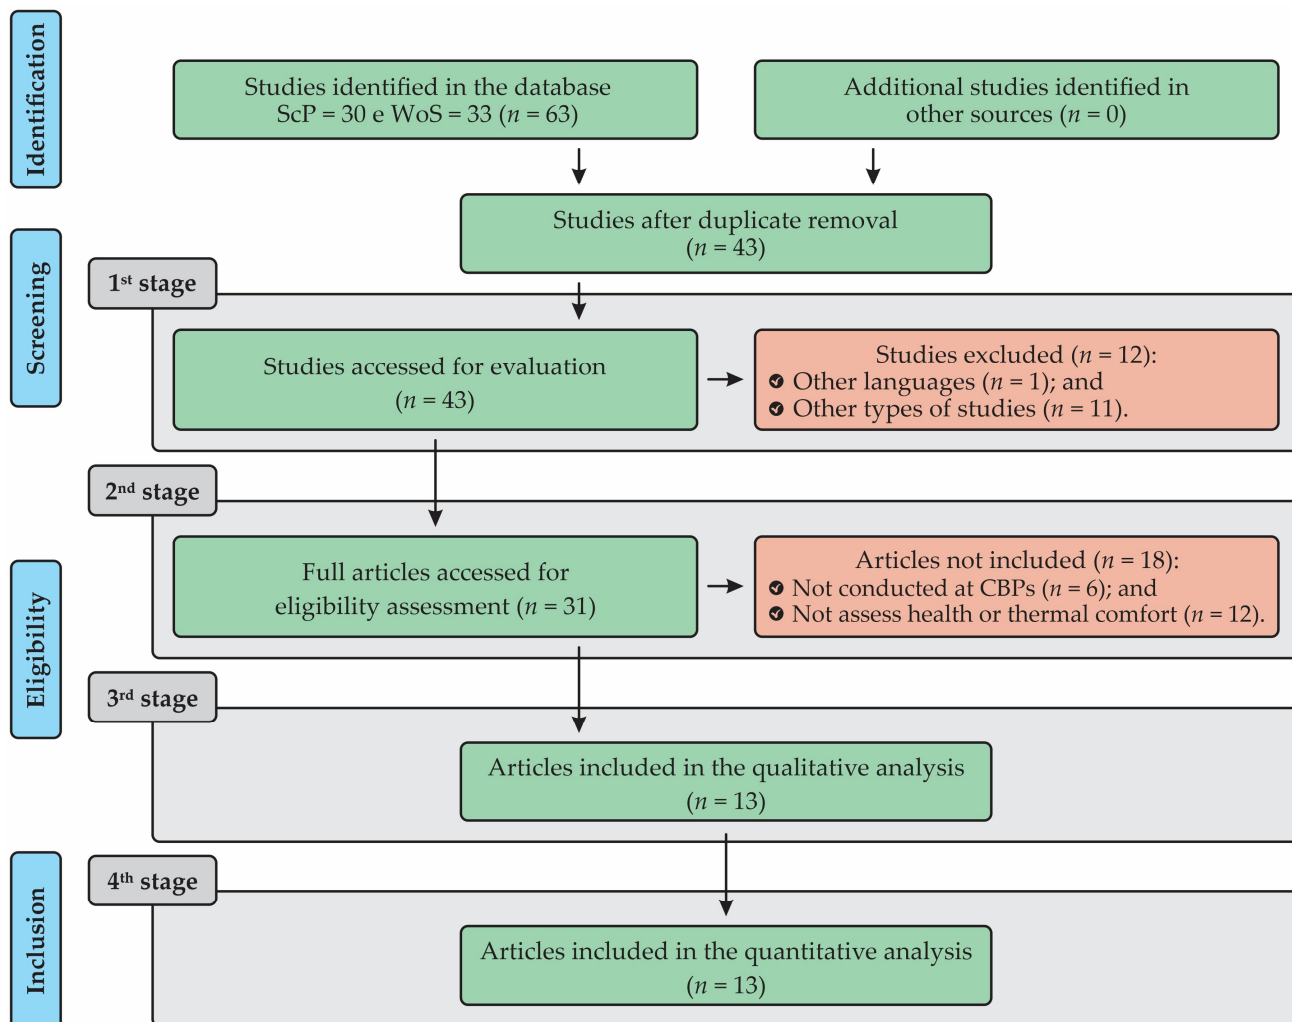 Identification
Studies identified in the database
ScP = 30 e WoS = 33 (n = 63)
Additional studies identified in
other sources (n = 0)
Studies after duplicate removal
(n = 43)
Screening
1st stage
Studies accessed for evaluation
(n = 43)
Studies excluded (n = 12):
Other languages (n = 1); and
Other types of studies (n = 11).
2nd stage
Eligibility
Full articles accessed for
eligibility assessment (n = 31)
Articles not included (n = 18):
Not conducted at CBPs (n = 6); and
Not assess health or thermal comfort (n = 12).
3rd stage
Articles included in the qualitative analysis
(n = 13)
Inclusion
4th stage
Articles included in the quantitative analysis
(n = 13)